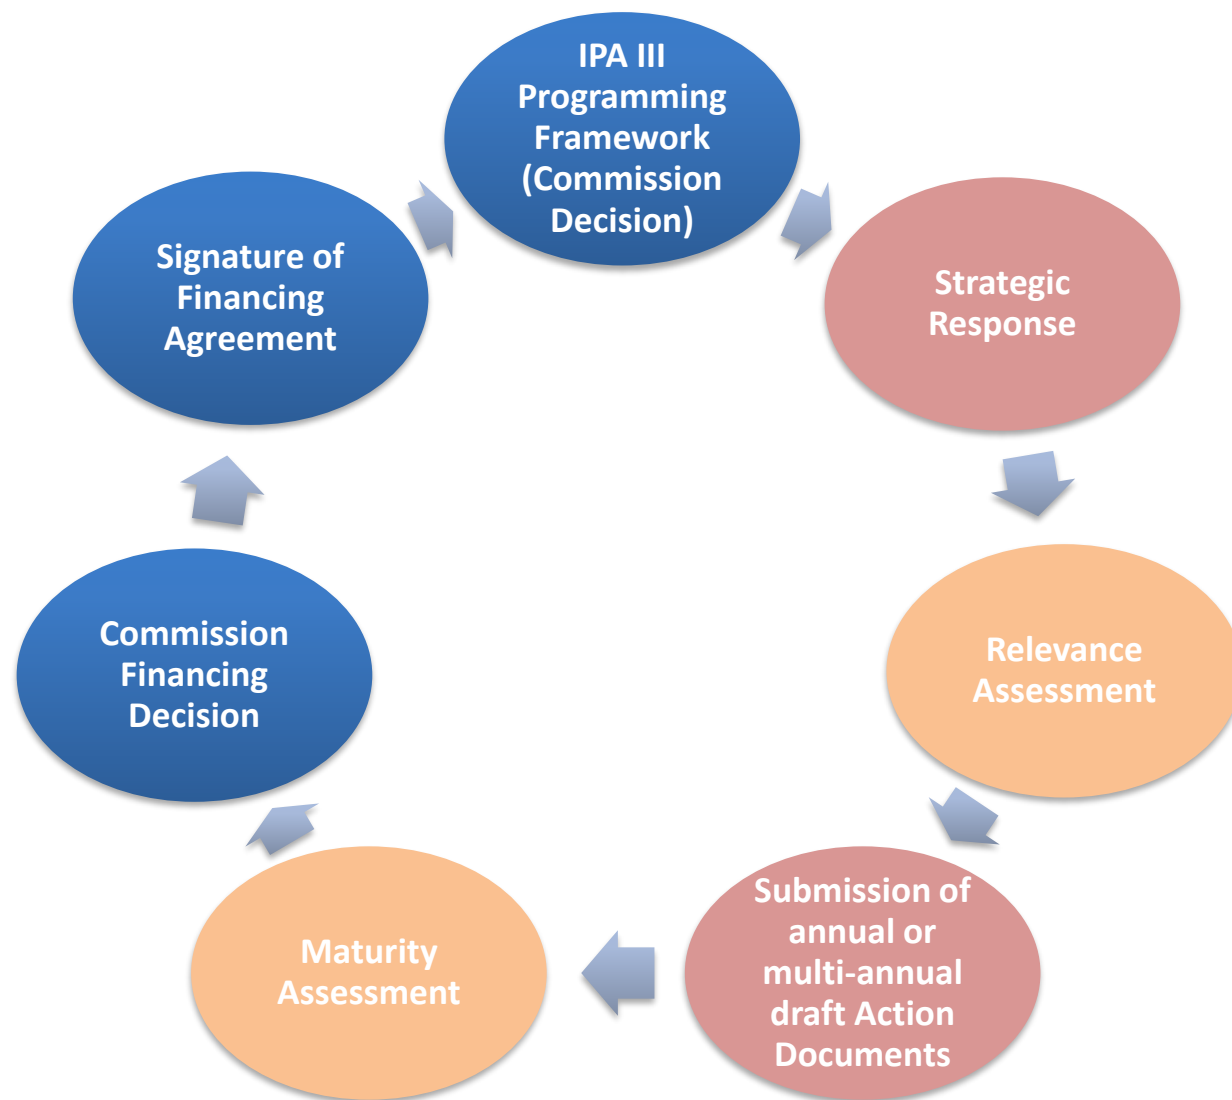 IPA III
Programming
Framework
(Commission
Decision)
Strategic
Response
Relevance
Assessment
Submission of
annual or
multi-annual
draft Action
Documents
Maturity
Assessment
Commission
Financing
Decision
Signature of
Financing
Agreement